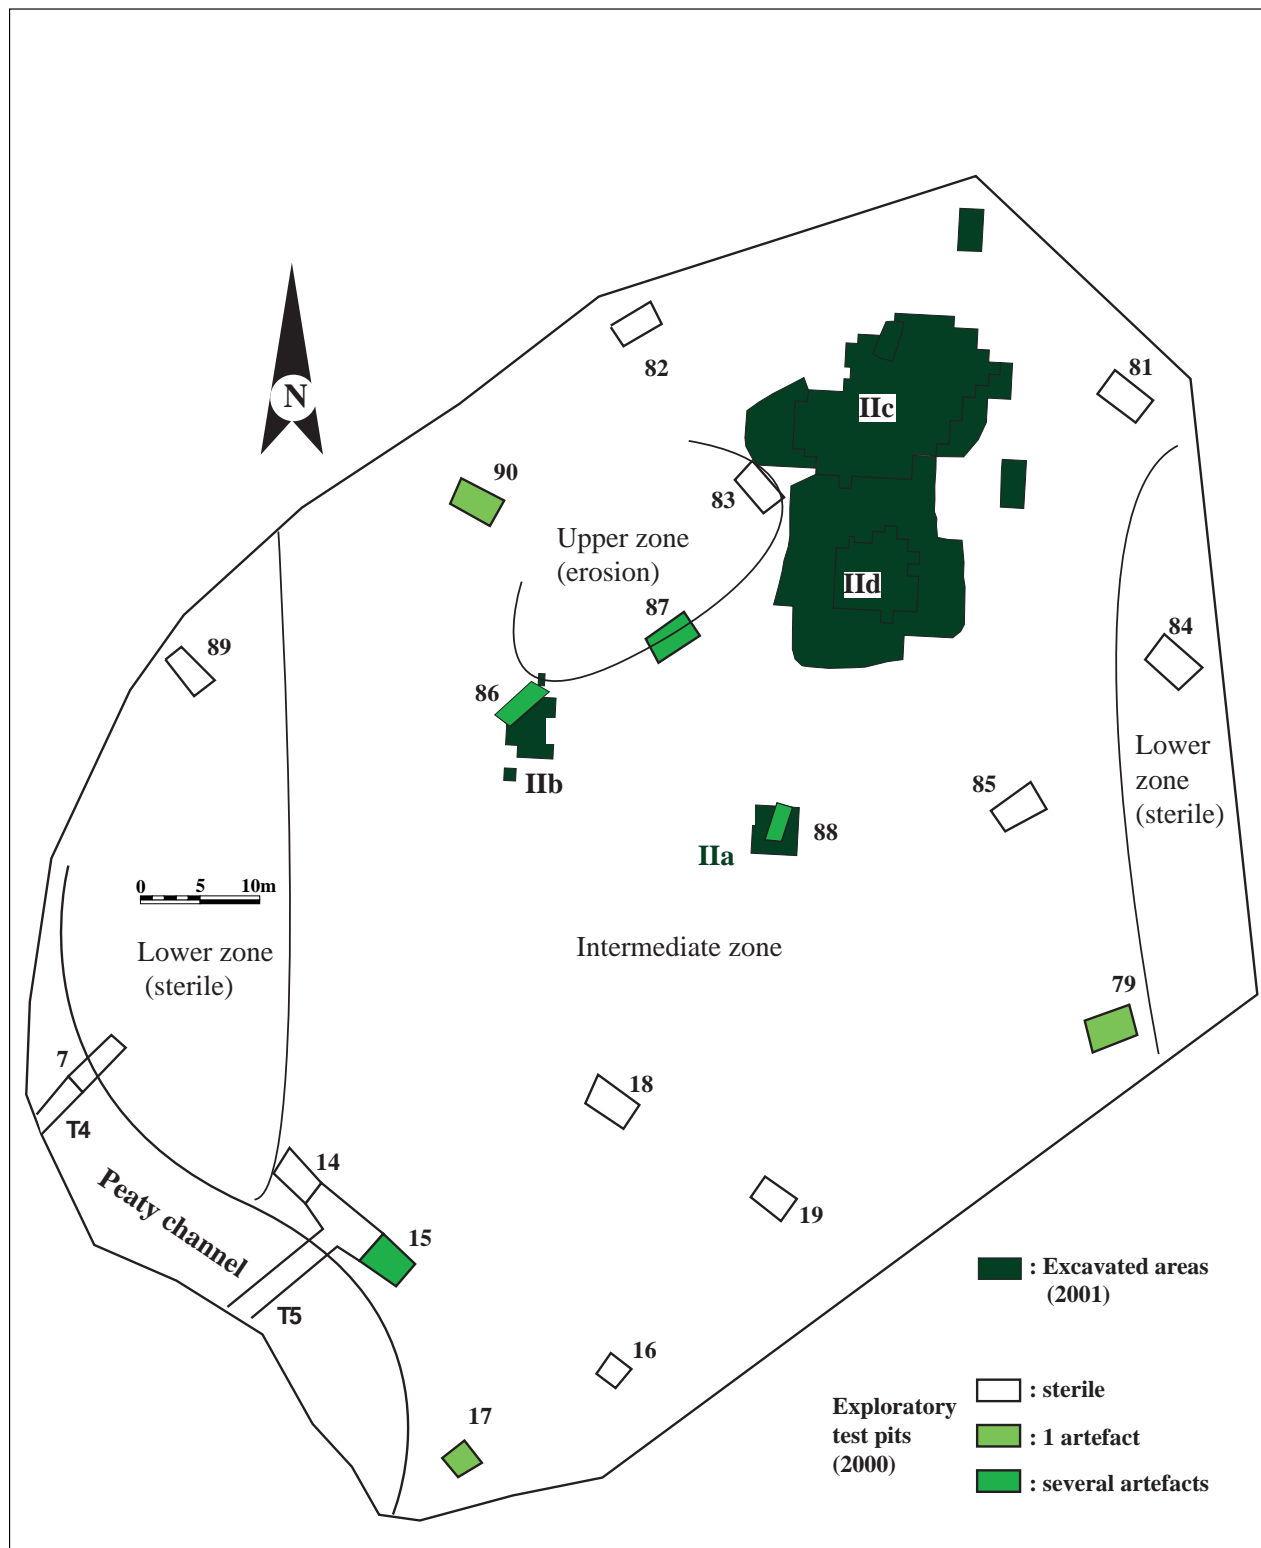 82
81
N
IIc
90
83
Upper zone
(erosion)
IId
87
84
89
86
Lower
zone
(sterile)
IIb
85
88
IIa
0 5 10m
Lower zone
(sterile)
Intermediate zone
79
7
18
T4
14
Peaty channel
19
15
: Excavated areas
(2001)
T5
16
Exploratory
test pits
(2000)
: sterile
17
: 1 artefact
: several artefacts